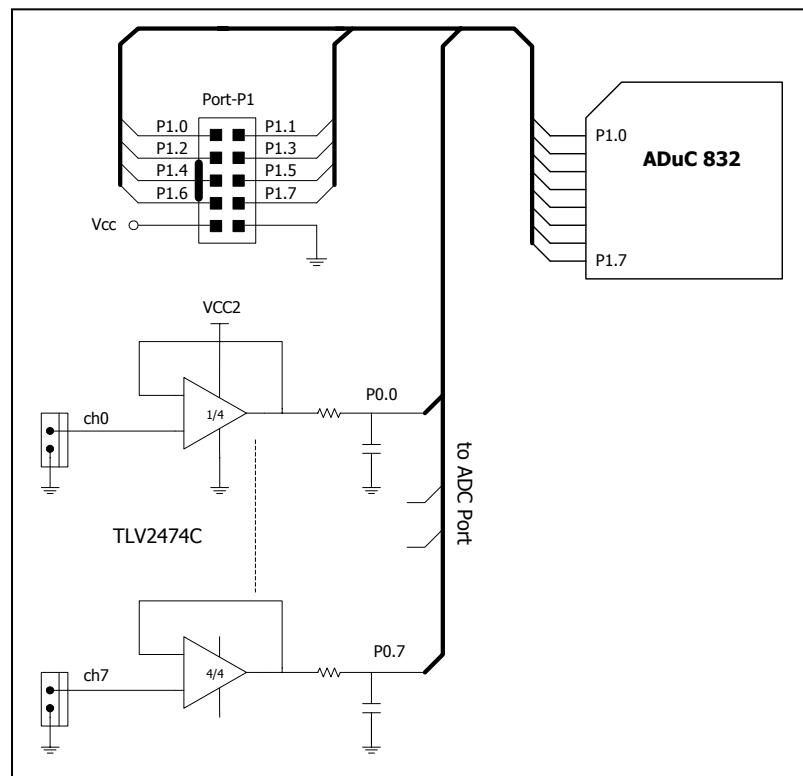 Port-P1
P1.0 P1.1
P1.2 P1.3
P1.4 P1.5
P1.6 P1.7
Vcc
P1.0
ADuC 832
P1.7
VCC2
ch0
1/4
P0.0
to ADC Port
TLV2474C
ch7
4/4
P0.7